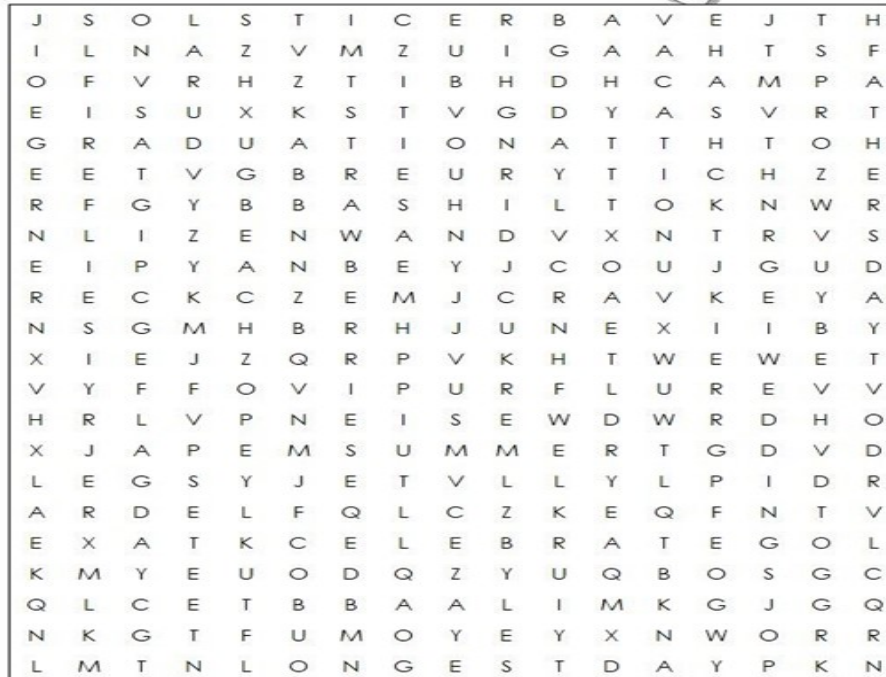 J S O L S T I C E R B A V E J T H
I L N A Z V M Z U I G A A H T S F
O F V R H Z T I B H D H C A M P A
E I S U X K S T V G D Y A S V R T
G R A D U A T I O N A T T H T O H
E E T V G B R E U R Y T I C H Z E
R F G Y B B A S H I L T O K N W R
N L I Z E N W A N D V X N T R V S
E I P Y A N B E Y J C O U J G U D
R E C K C Z E M J C R A V K E Y A
N S G M H B R H J U N E X I I B Y
X I E J Z Q R P V K H T W E W E T
V Y F F O V I P U R F L U R E V V
H R L V P N E I S E W D W R D H O
X J A P E M S U M M E R T G D V D
L E G S Y J E T V L L Y L P I D R
A R D E L F Q L C Z K E Q F N T V
E X A T K C E L E B R A T E G O L
K M Y E U O D Q Z Y U Q B O S G C
Q L C E T B B A A L I M K G J G Q
N K G T F U M O Y E Y X N W O R R
L M T N L O N G E S T D A Y P K N